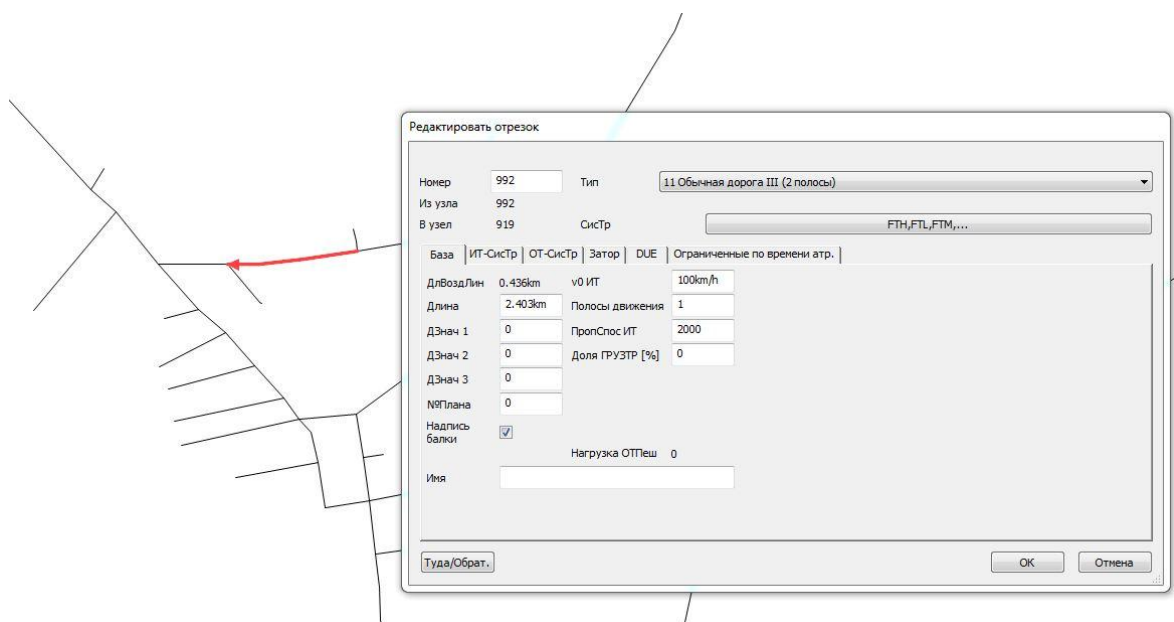 Редактировать отрезок
Номер 992 Тип 11 Обычная дорога III (2 полосы)
Из узла 992
В узел 919 СисТр FTH,FTL,FTM,...
База ИТ-СисТр ОТ-СисТр Затор DUE Ограниченные по времени атр.
ДлВоздЛин 0.436km v0 ИТ 100km/h
Длина 2.403km Полосы движения 1
ДЗнач 1 0 ПропСпос ИТ 2000
ДЗнач 2 0 Доля ГРУЗТР [%] 0
ДЗнач 3 0
№Плана 0
Надпись
балки
Нагрузка ОТПеш 0
Имя
Туда/Обрат. OK Отмена